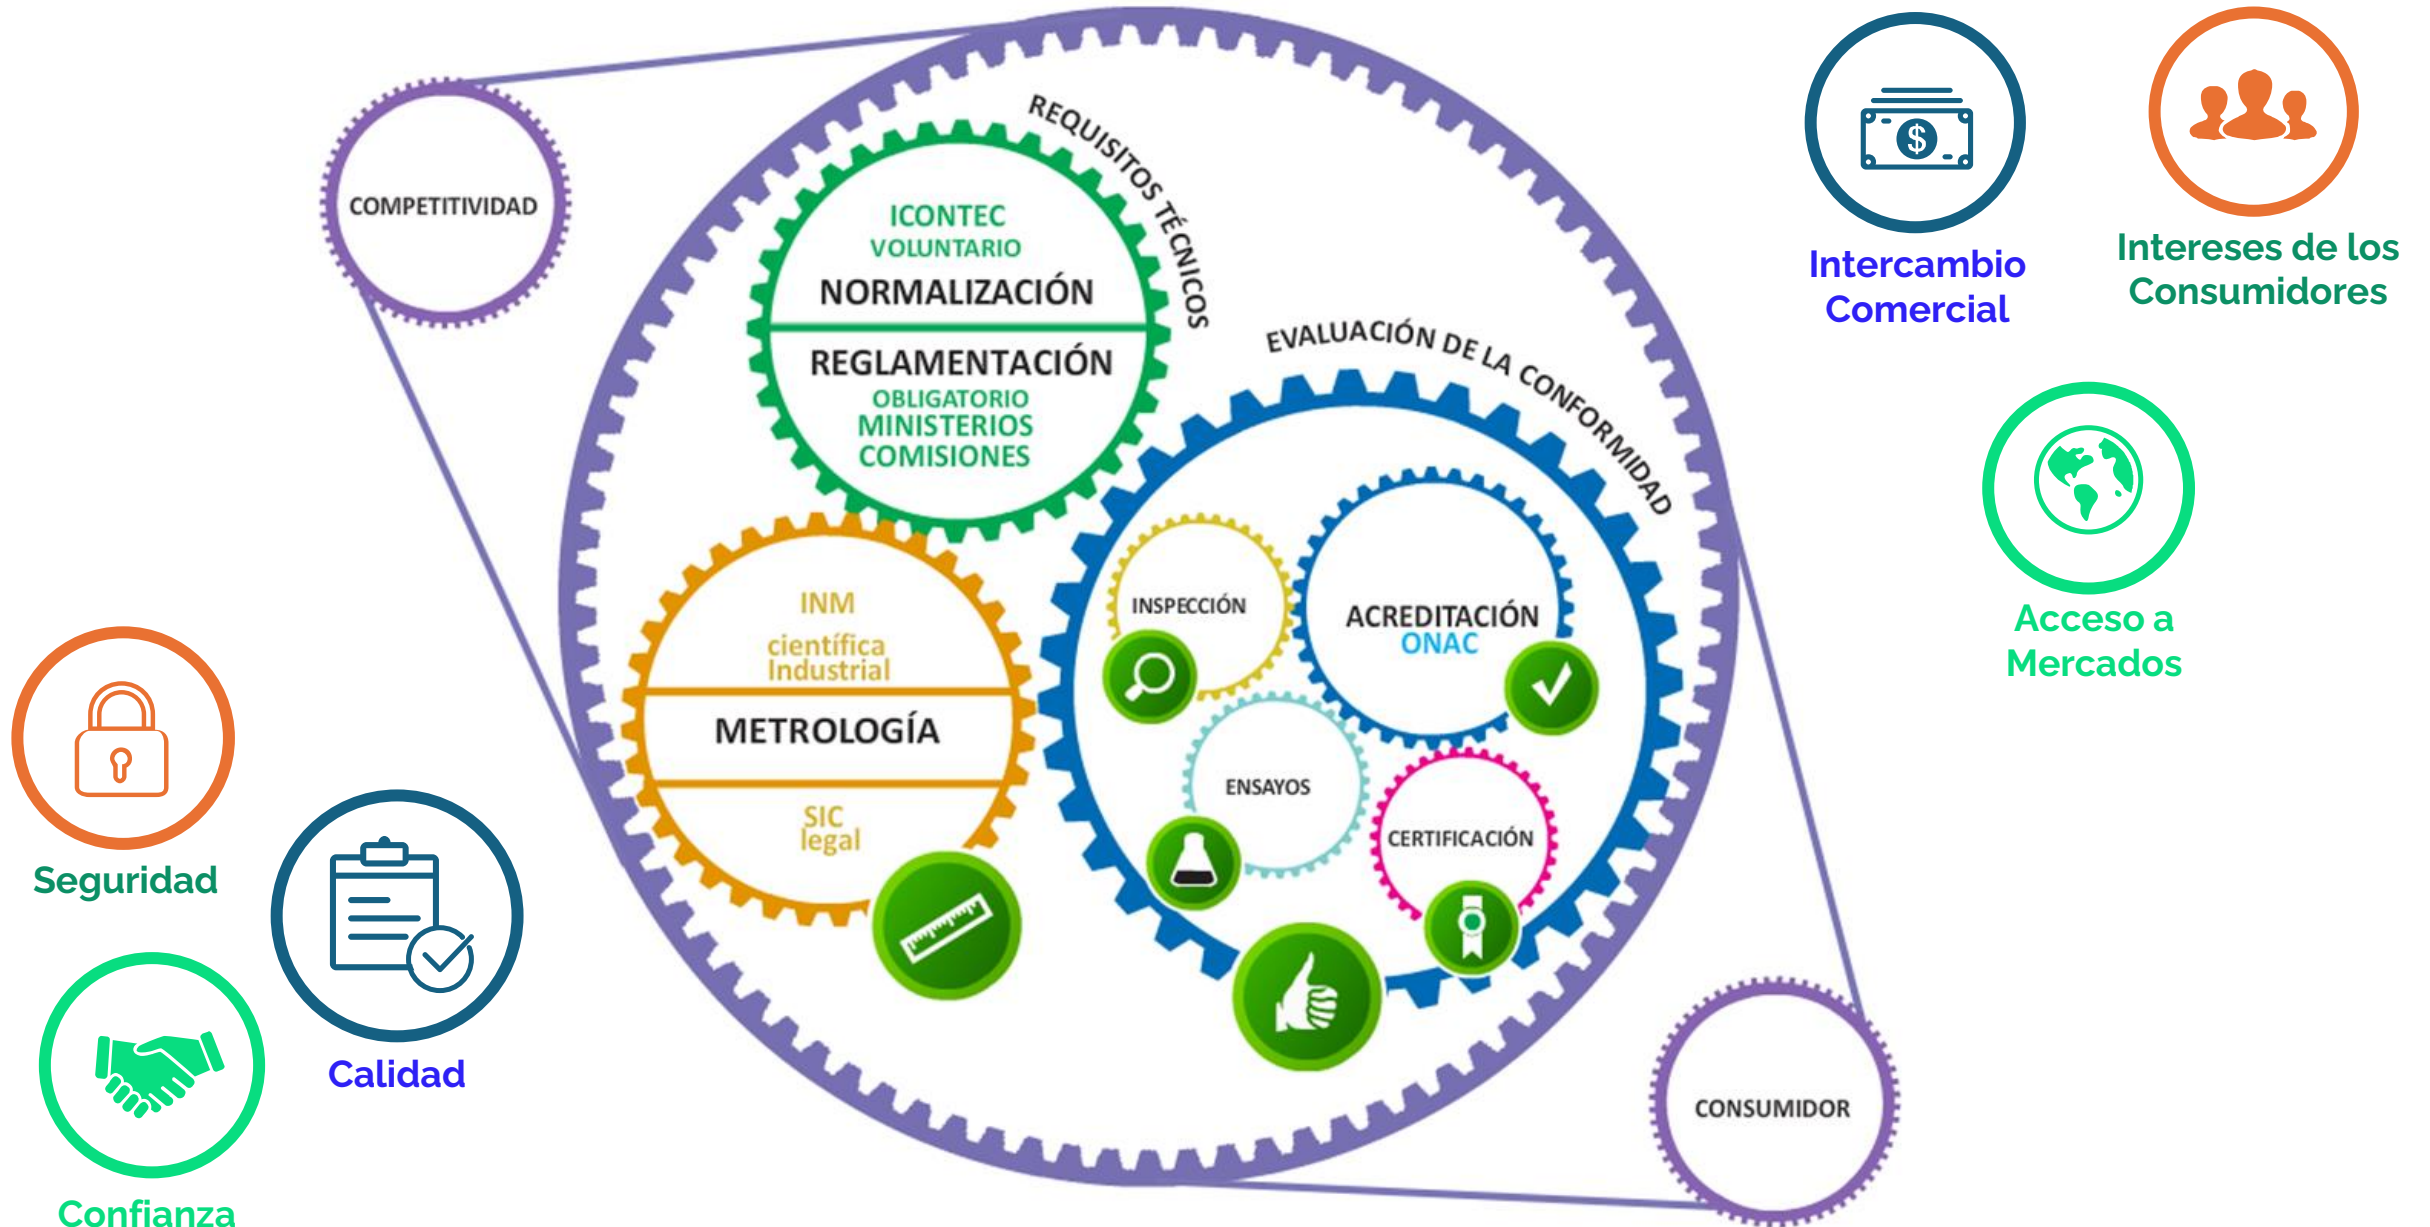 COMPETITIVIDAD
REQUISITOS TÉCNICOS
ICONTEC
VOLUNTARIO
NORMALIZACIÓN
REGLAMENTACIÓN
OBLIGATORIO
MINISTERIOS
COMISIONES
EVALUACIÓN DE LA CONFORMIDAD
INSPECCIÓN
ACREDITACIÓN
ONAC
ENSAYOS
CERTIFICACIÓN
INM
científica
Industrial
METROLOGÍA
SIC
legal
CONSUMIDOR
$
Intercambio
Comercial
Intereses de los
Consumidores
Acceso a
Mercados
Seguridad
Calidad
Confianza